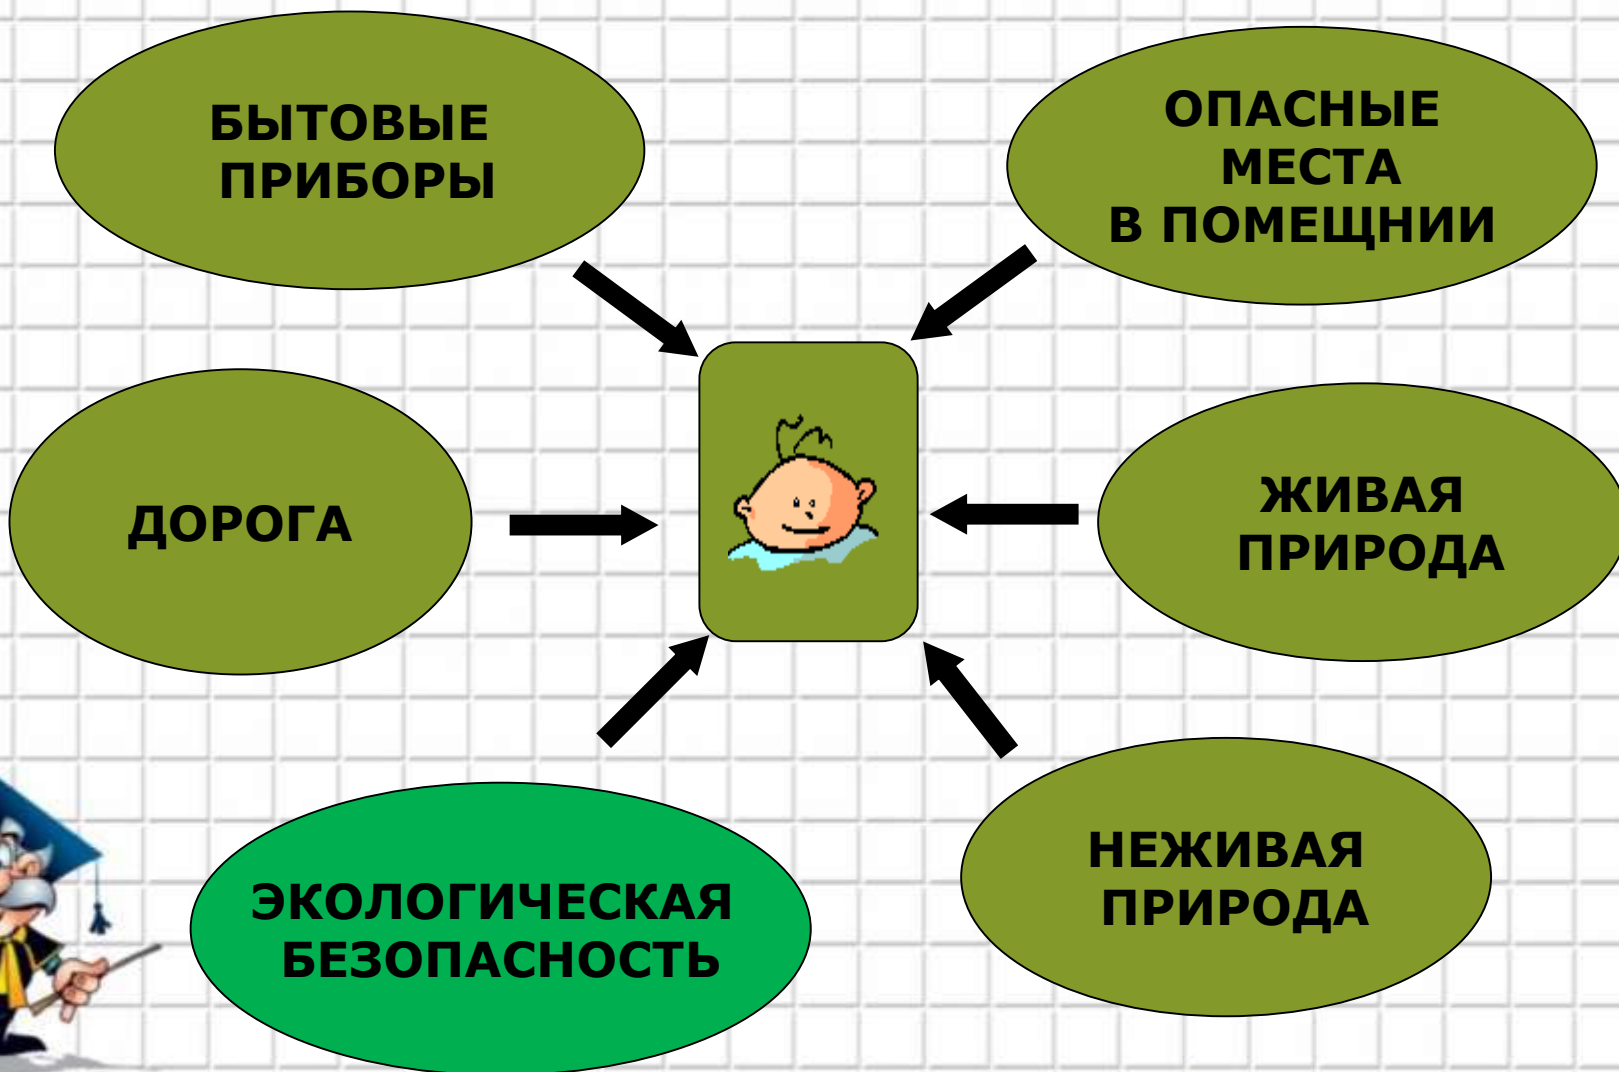 БЫТОВЫЕ
ПРИБОРЫ
ОПАСНЫЕ
МЕСТА
В ПОМЕЩНИИ
ДОРОГА
ЖИВАЯ
ПРИРОДА
ЭКОЛОГИЧЕСКАЯ
БЕЗОПАСНОСТЬ
НЕЖИВАЯ
ПРИРОДА